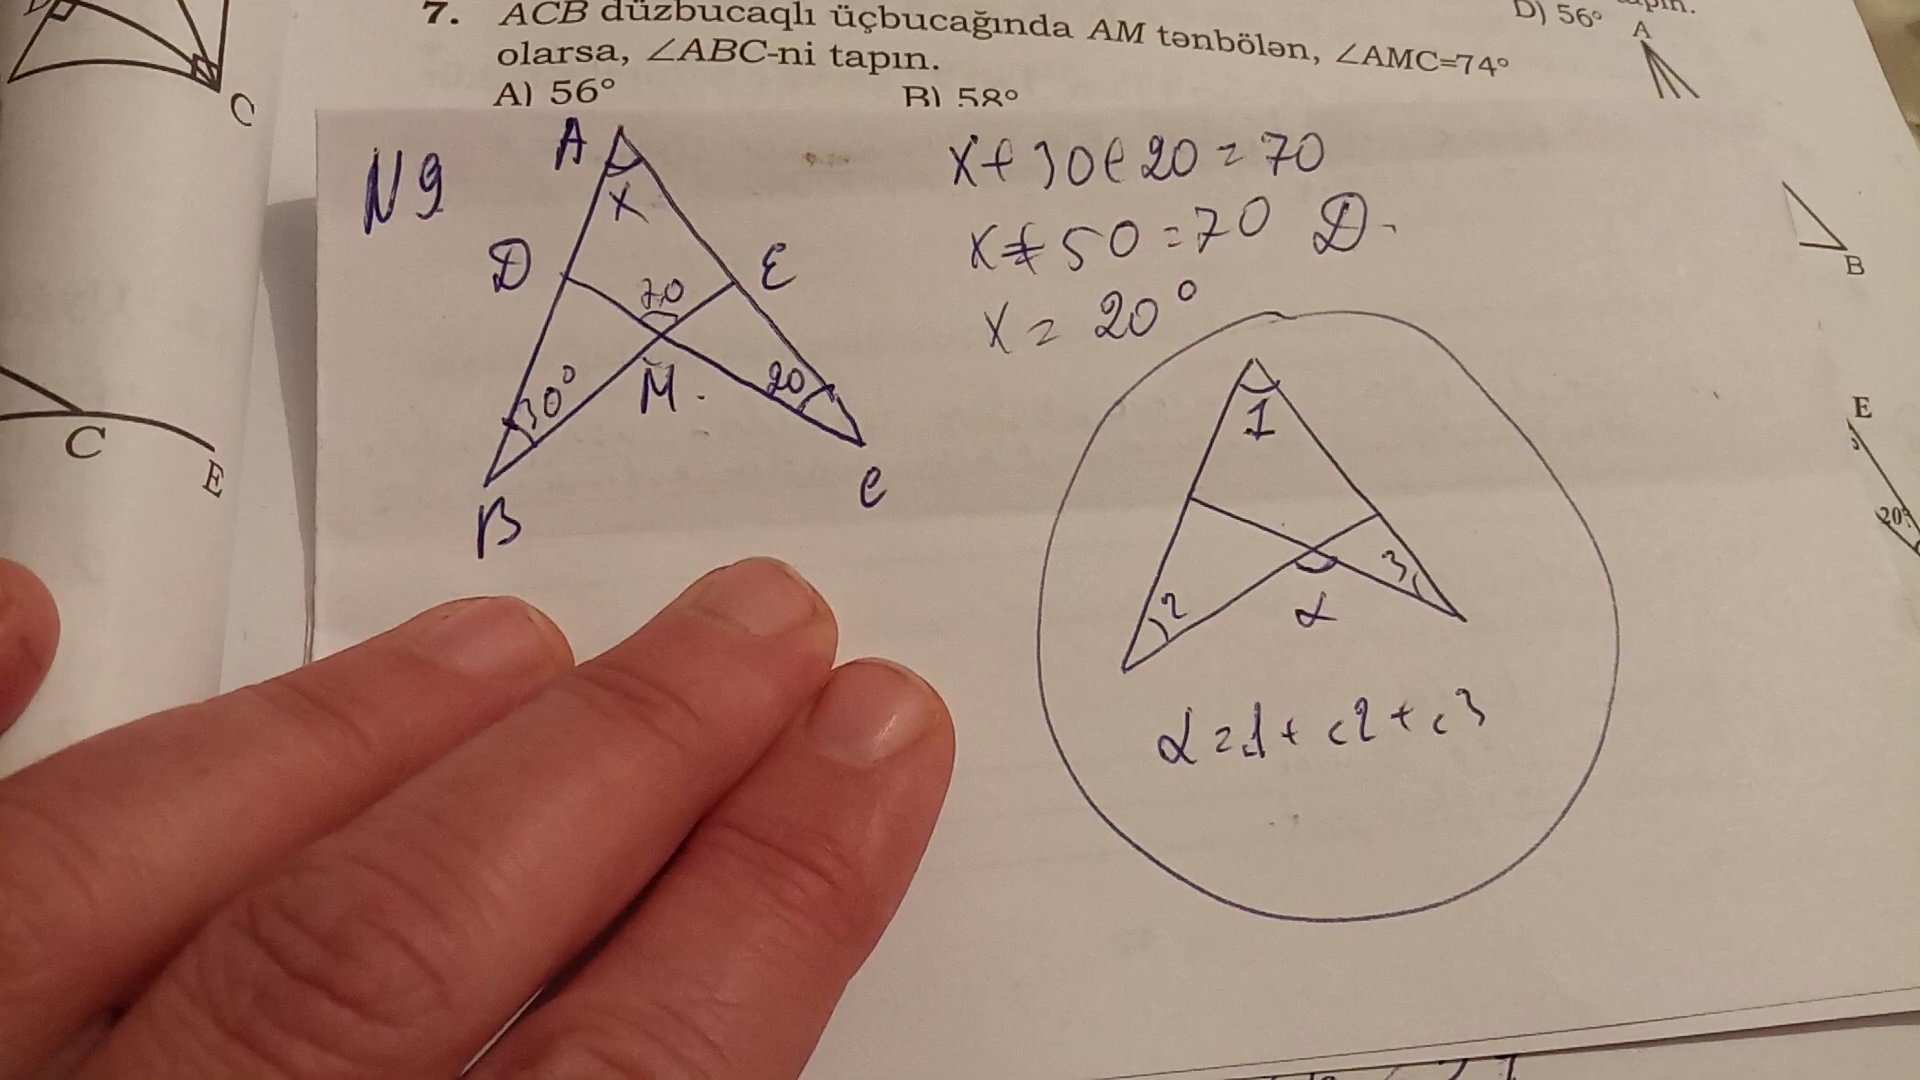 7. ACB düzbucaqlı üçbucağında AM tənbölən, ∠AMC=74°
olarsa, ∠ABC-ni tapın.
A) 56°
B) 58°
D) 56°
A
C
C
E
B
E
20°
N9
A
x
D
E
70
M
30°
20
B
C
x+30+20=70
x+50=70 D.
x = 20°
1
2
3
α
α=∠1+∠2+∠3